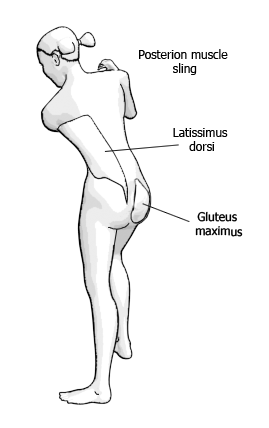 Posterion muscle
sling
Latissimus
dorsi
Gluteus
maximus